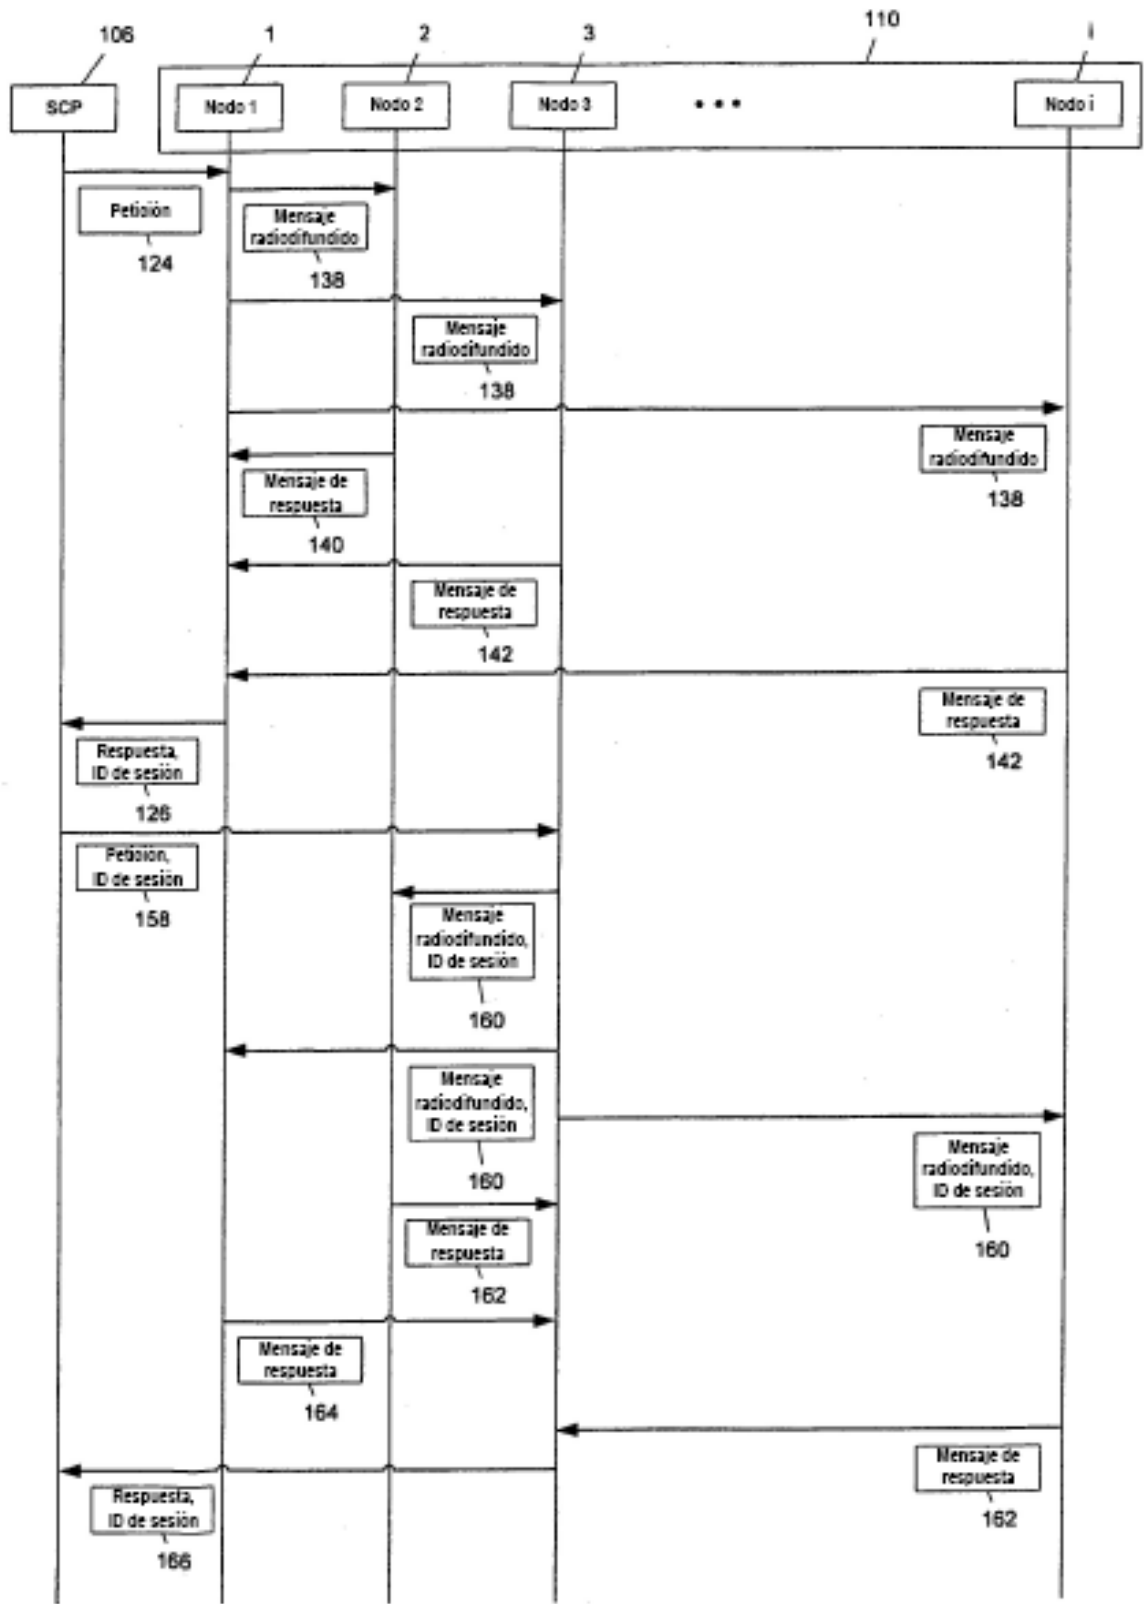 106
1
2
3
110
i
SCP
Nodo 1
Nodo 2
Nodo 3
• • •
Nodo i
Petición
124
Mensaje
radiodifundido
138
Mensaje
radiodifundido
138
Mensaje
radiodifundido
138
Mensaje de
respuesta
140
Mensaje de
respuesta
142
Mensaje de
respuesta
142
Respuesta,
ID de sesión
126
Petición,
ID de sesión
158
Mensaje
radiodifundido,
ID de sesión
160
Mensaje
radiodifundido,
ID de sesión
160
Mensaje
radiodifundido,
ID de sesión
160
Mensaje de
respuesta
162
Mensaje de
respuesta
164
Mensaje de
respuesta
162
Respuesta,
ID de sesión
166